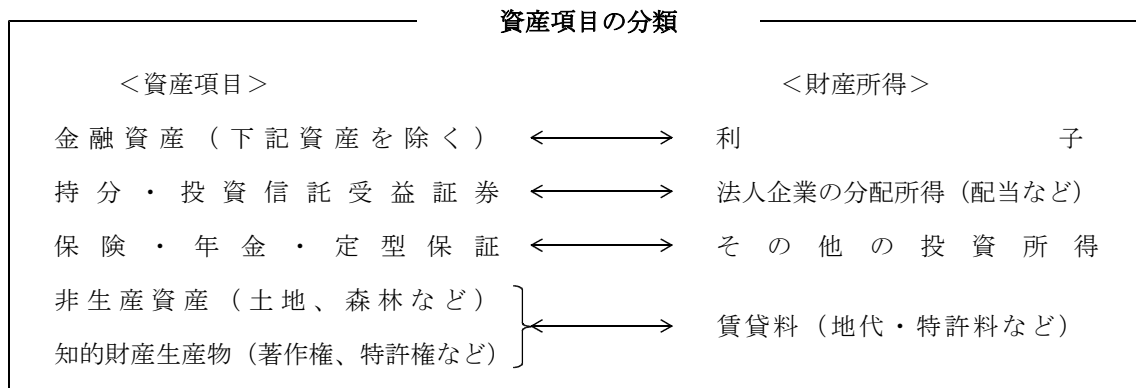 資産項目の分類
＜資産項目＞ ＜財産所得＞
金融資産（下記資産を除く） 利子
持分・投資信託受益証券 法人企業の分配所得（配当など）
保険・年金・定型保証 その他の投資所得
非生産資産（土地、森林など）
賃貸料（地代・特許料など）
知的財産生産物（著作権、特許権など）